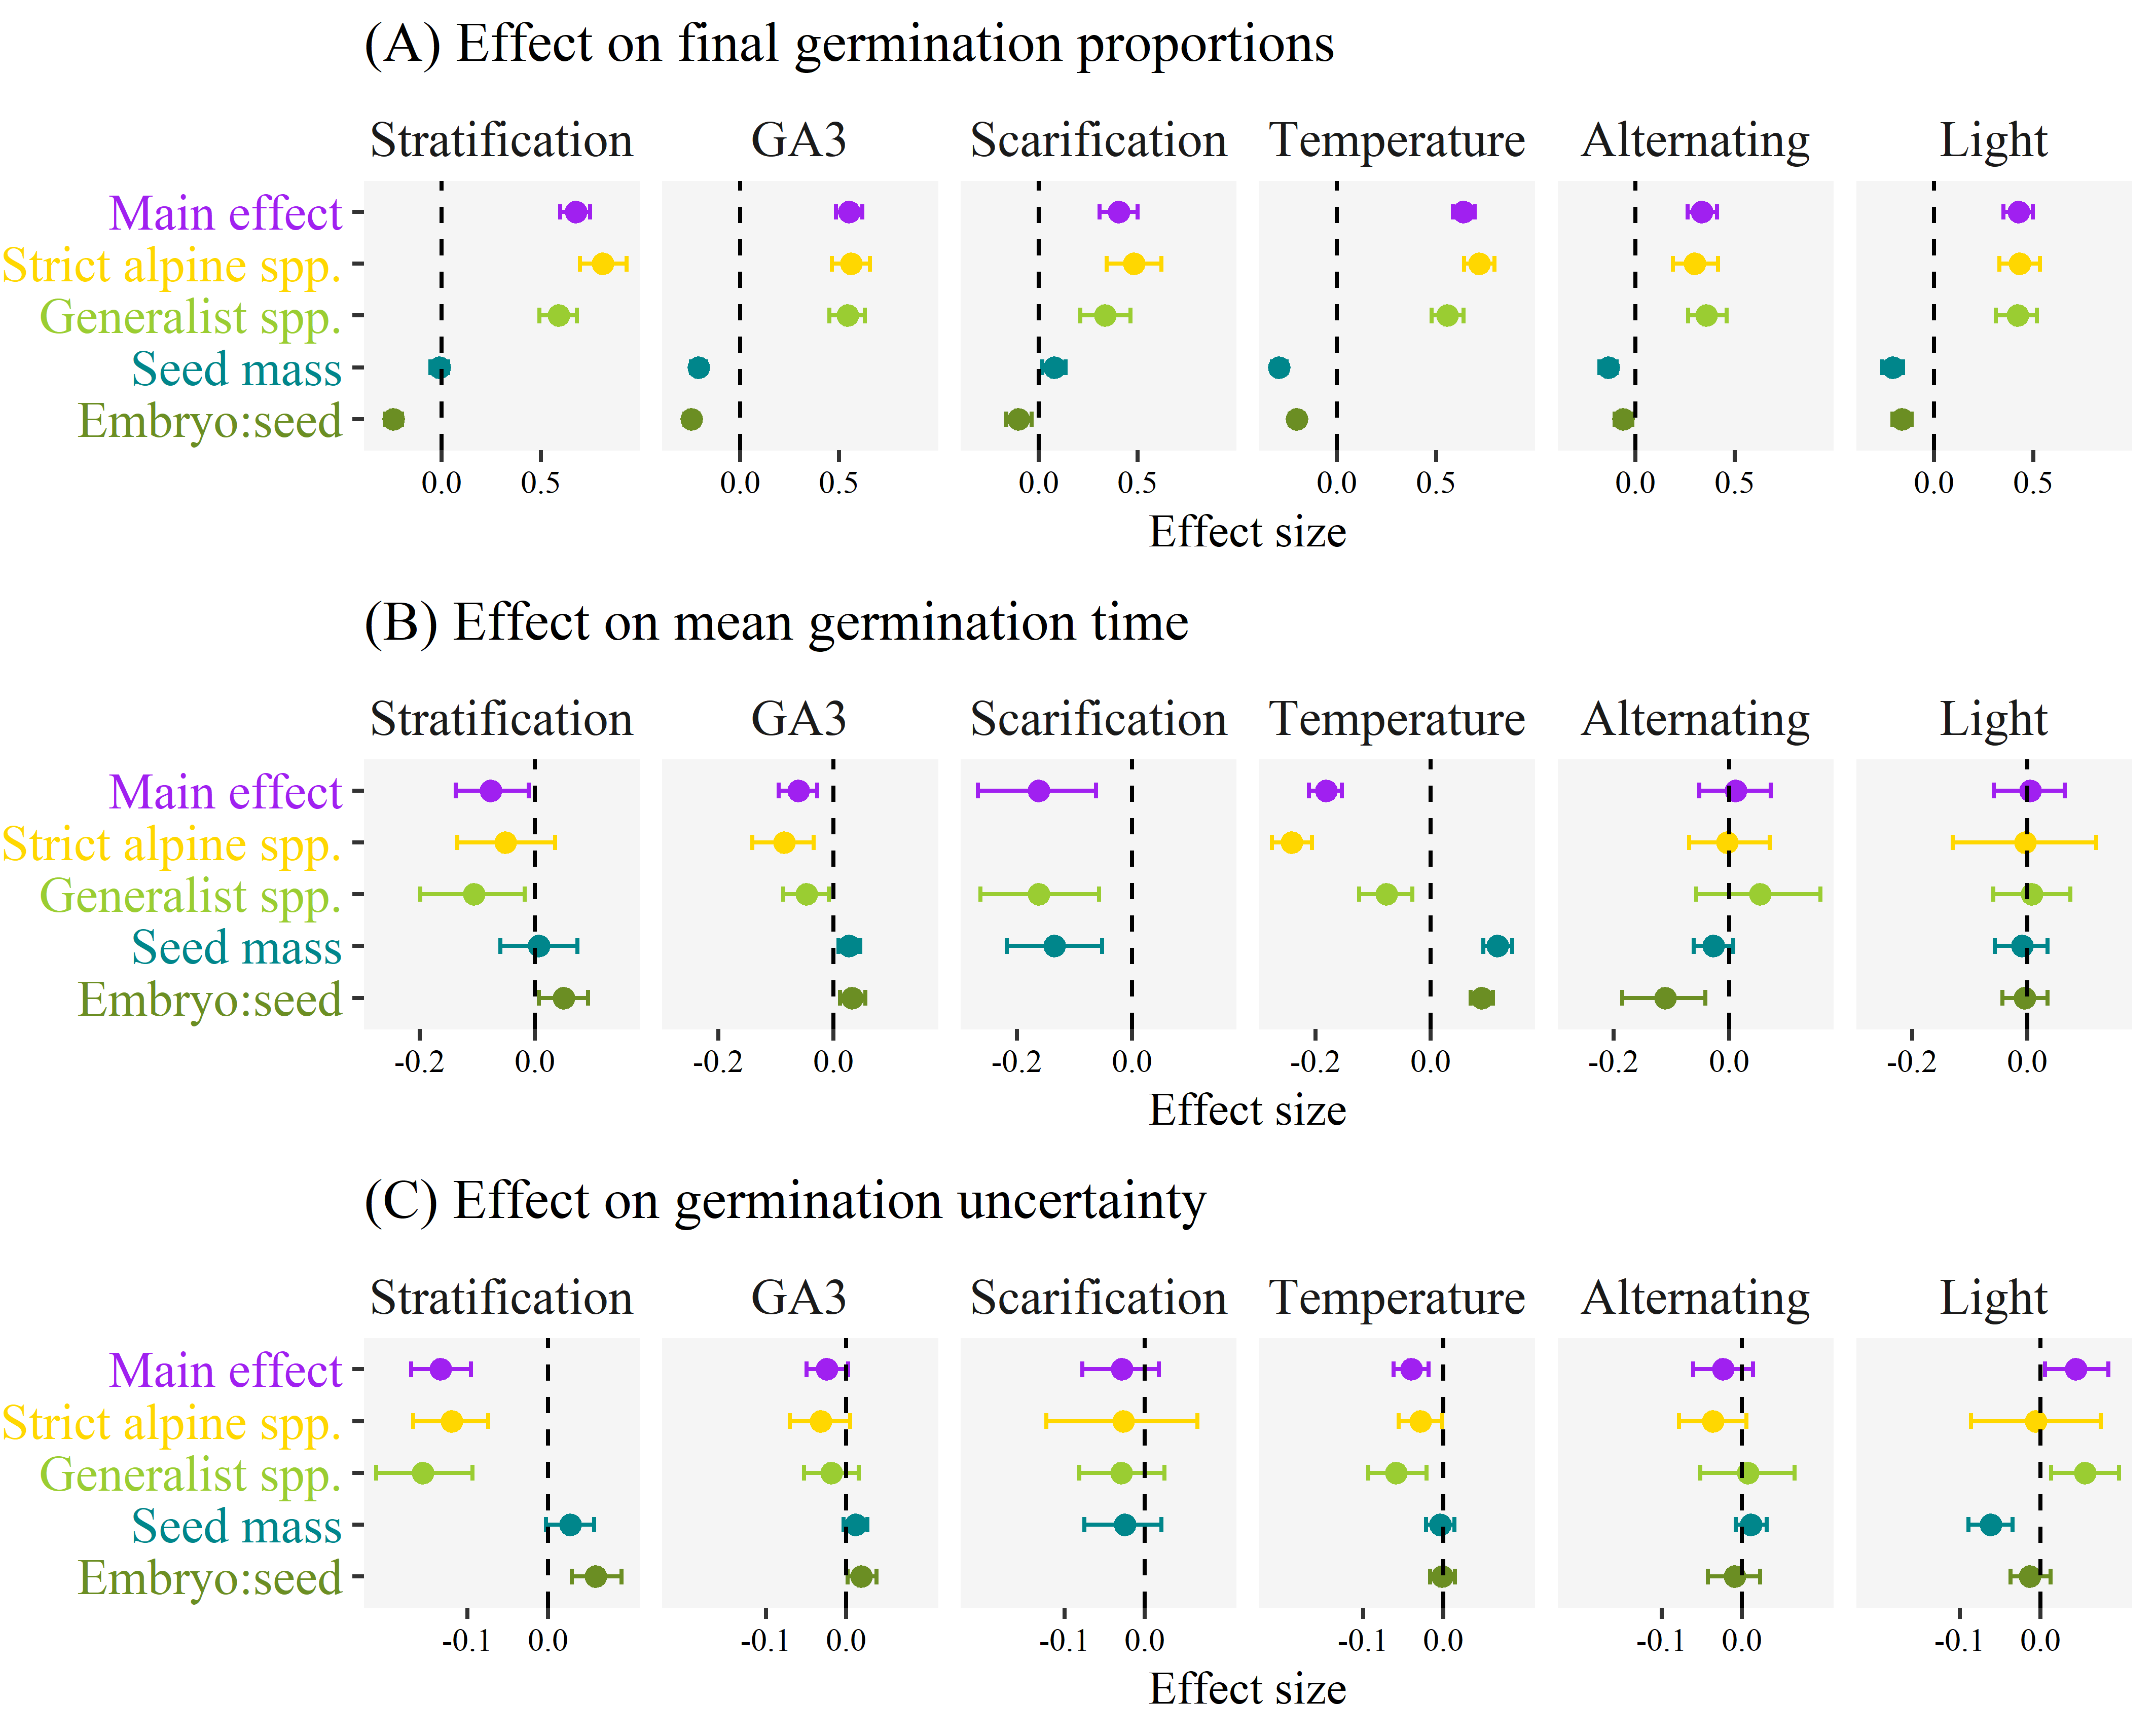 (A) Effect on final germination proportions
Stratification GA3 Scarification Temperature Alternating Light
Main effect
Strict alpine spp.
Generalist spp.
Seed mass
Embryo:seed
0.0 0.5 0.0 0.5 0.0 0.5 0.0 0.5 0.0 0.5 0.0 0.5
Effect size
(B) Effect on mean germination time
Stratification GA3 Scarification Temperature Alternating Light
Main effect
Strict alpine spp.
Generalist spp.
Seed mass
Embryo:seed
-0.2 0.0 -0.2 0.0 -0.2 0.0 -0.2 0.0 -0.2 0.0 -0.2 0.0
Effect size
(C) Effect on germination uncertainty
Stratification GA3 Scarification Temperature Alternating Light
Main effect
Strict alpine spp.
Generalist spp.
Seed mass
Embryo:seed
-0.1 0.0 -0.1 0.0 -0.1 0.0 -0.1 0.0 -0.1 0.0 -0.1 0.0
Effect size